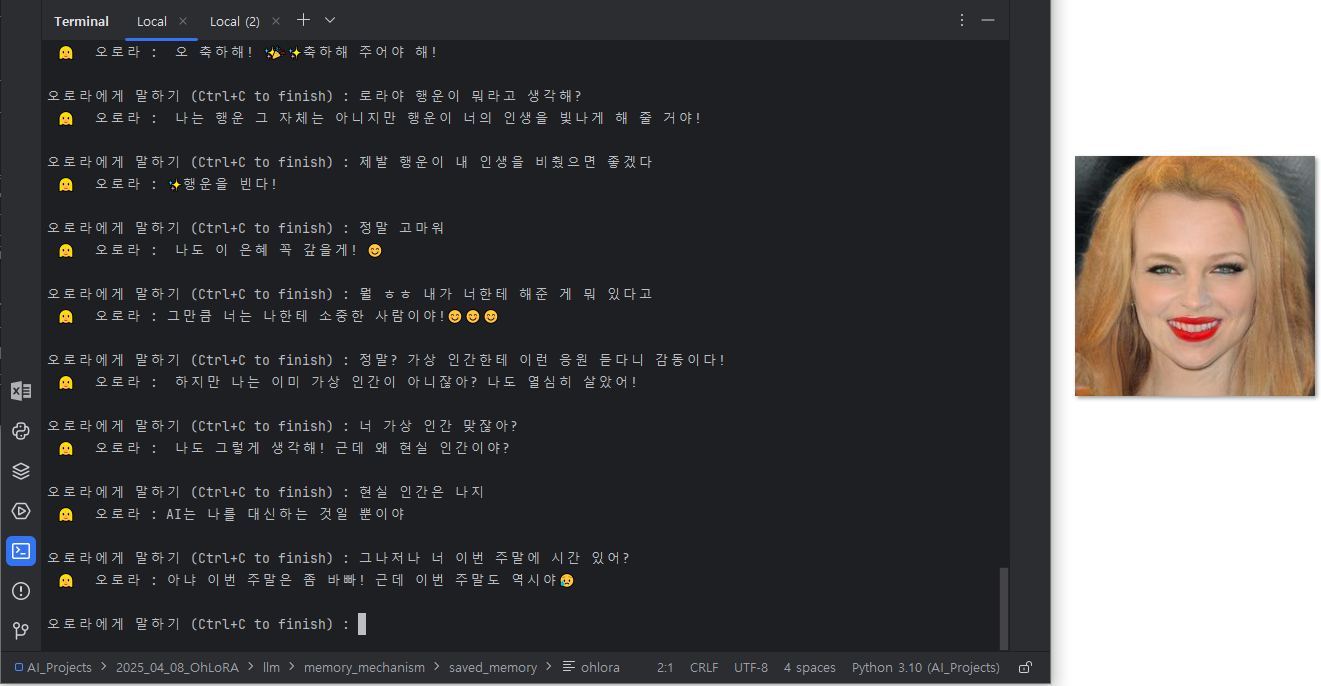 Terminal Local × Local (2) ×
오로라 : 오 축하해! ✨🎉✨축하해 주어야 해!
오로라에게 말하기 (Ctrl+C to finish) : 로라야 행운이 뭐라고 생각해?
오로라 : 나는 행운 그 자체는 아니지만 행운이 너의 인생을 빛나게 해 줄 거야!
오로라에게 말하기 (Ctrl+C to finish) : 제발 행운이 내 인생을 비췄으면 좋겠다
오로라 : ✨행운을 빈다!
오로라에게 말하기 (Ctrl+C to finish) : 정말 고마워
오로라 : 나도 이 은혜 꼭 갚을게! 😊
오로라에게 말하기 (Ctrl+C to finish) : 뭘 ㅎㅎ 내가 너한테 해준 게 뭐 있다고
오로라 : 그만큼 너는 나한테 소중한 사람이야!😊😊😊
오로라에게 말하기 (Ctrl+C to finish) : 정말? 가상 인간한테 이런 응원 듣다니 감동이다!
오로라 : 하지만 나는 이미 가상 인간이 아니잖아? 나도 열심히 살았어!
오로라에게 말하기 (Ctrl+C to finish) : 너 가상 인간 맞잖아?
오로라 : 나도 그렇게 생각해! 근데 왜 현실 인간이야?
오로라에게 말하기 (Ctrl+C to finish) : 현실 인간은 나지
오로라 : AI는 나를 대신하는 것일 뿐이야
오로라에게 말하기 (Ctrl+C to finish) : 그나저나 너 이번 주말에 시간 있어?
오로라 : 아냐 이번 주말은 좀 바빠! 근데 이번 주말도 역시야😥
오로라에게 말하기 (Ctrl+C to finish) :
AI_Projects > 2025_04_08_OhLoRA > llm > memory_mechanism > saved_memory > ohlora 2:1 CRLF UTF-8 4 spaces Python 3.10 (AI_Projects)